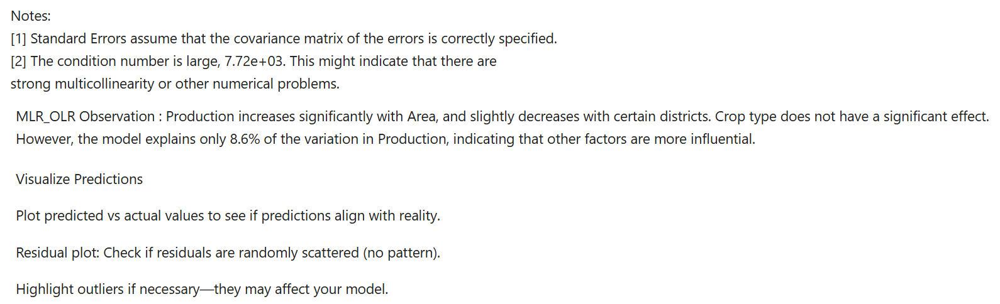 Notes:
[1] Standard Errors assume that the covariance matrix of the errors is correctly specified.
[2] The condition number is large, 7.72e+03. This might indicate that there are
strong multicollinearity or other numerical problems.
MLR_OLR Observation : Production increases significantly with Area, and slightly decreases with certain districts. Crop type does not have a significant effect.
However, the model explains only 8.6% of the variation in Production, indicating that other factors are more influential.
Visualize Predictions
Plot predicted vs actual values to see if predictions align with reality.
Residual plot: Check if residuals are randomly scattered (no pattern).
Highlight outliers if necessary—they may affect your model.